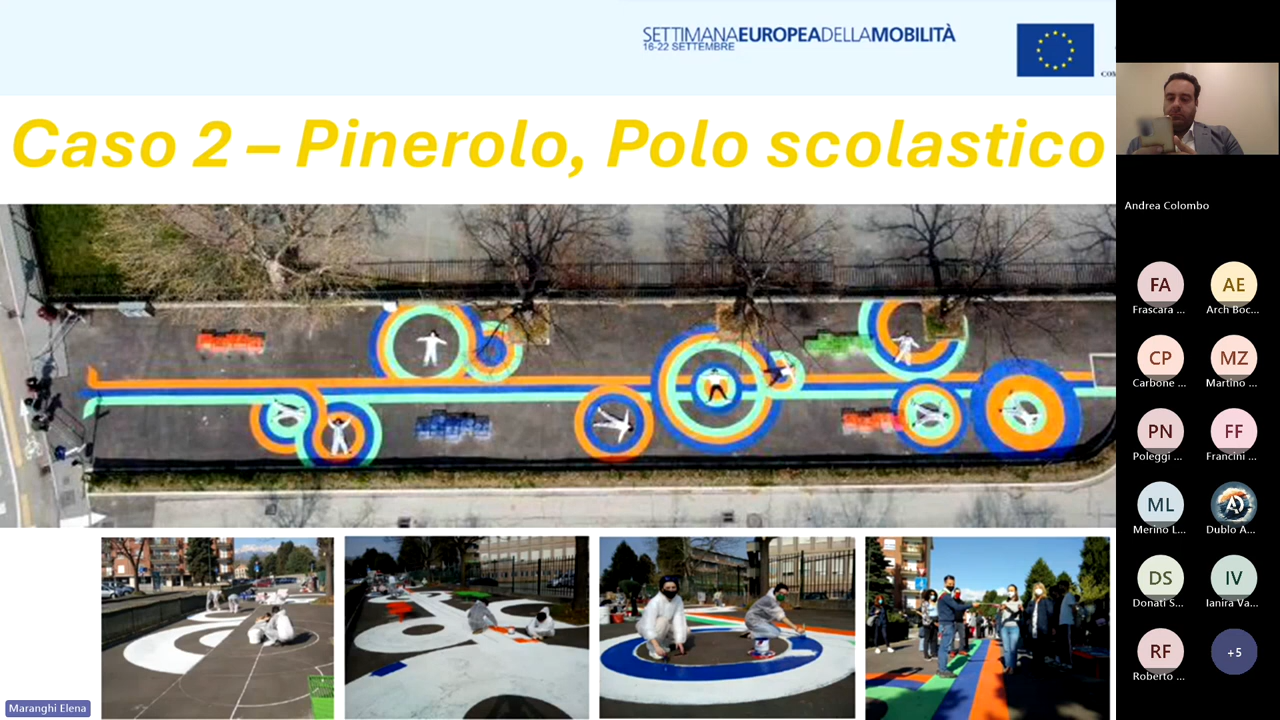 SETTIMANAEUROPEADELLAMOBILITÀ
16-22 SETTEMBRE
Caso 2 – Pinerolo, Polo scolastico
Andrea Colombo
FA
Frascara ...
AE
Arch Boc...
CP
Carbone ...
MZ
Martino ...
PN
Poleggi ...
FF
Francini ...
ML
Merino L...
Dublo A...
DS
Donati S...
IV
Ianira Va...
RF
Roberto ...
+5
Maranghi Elena